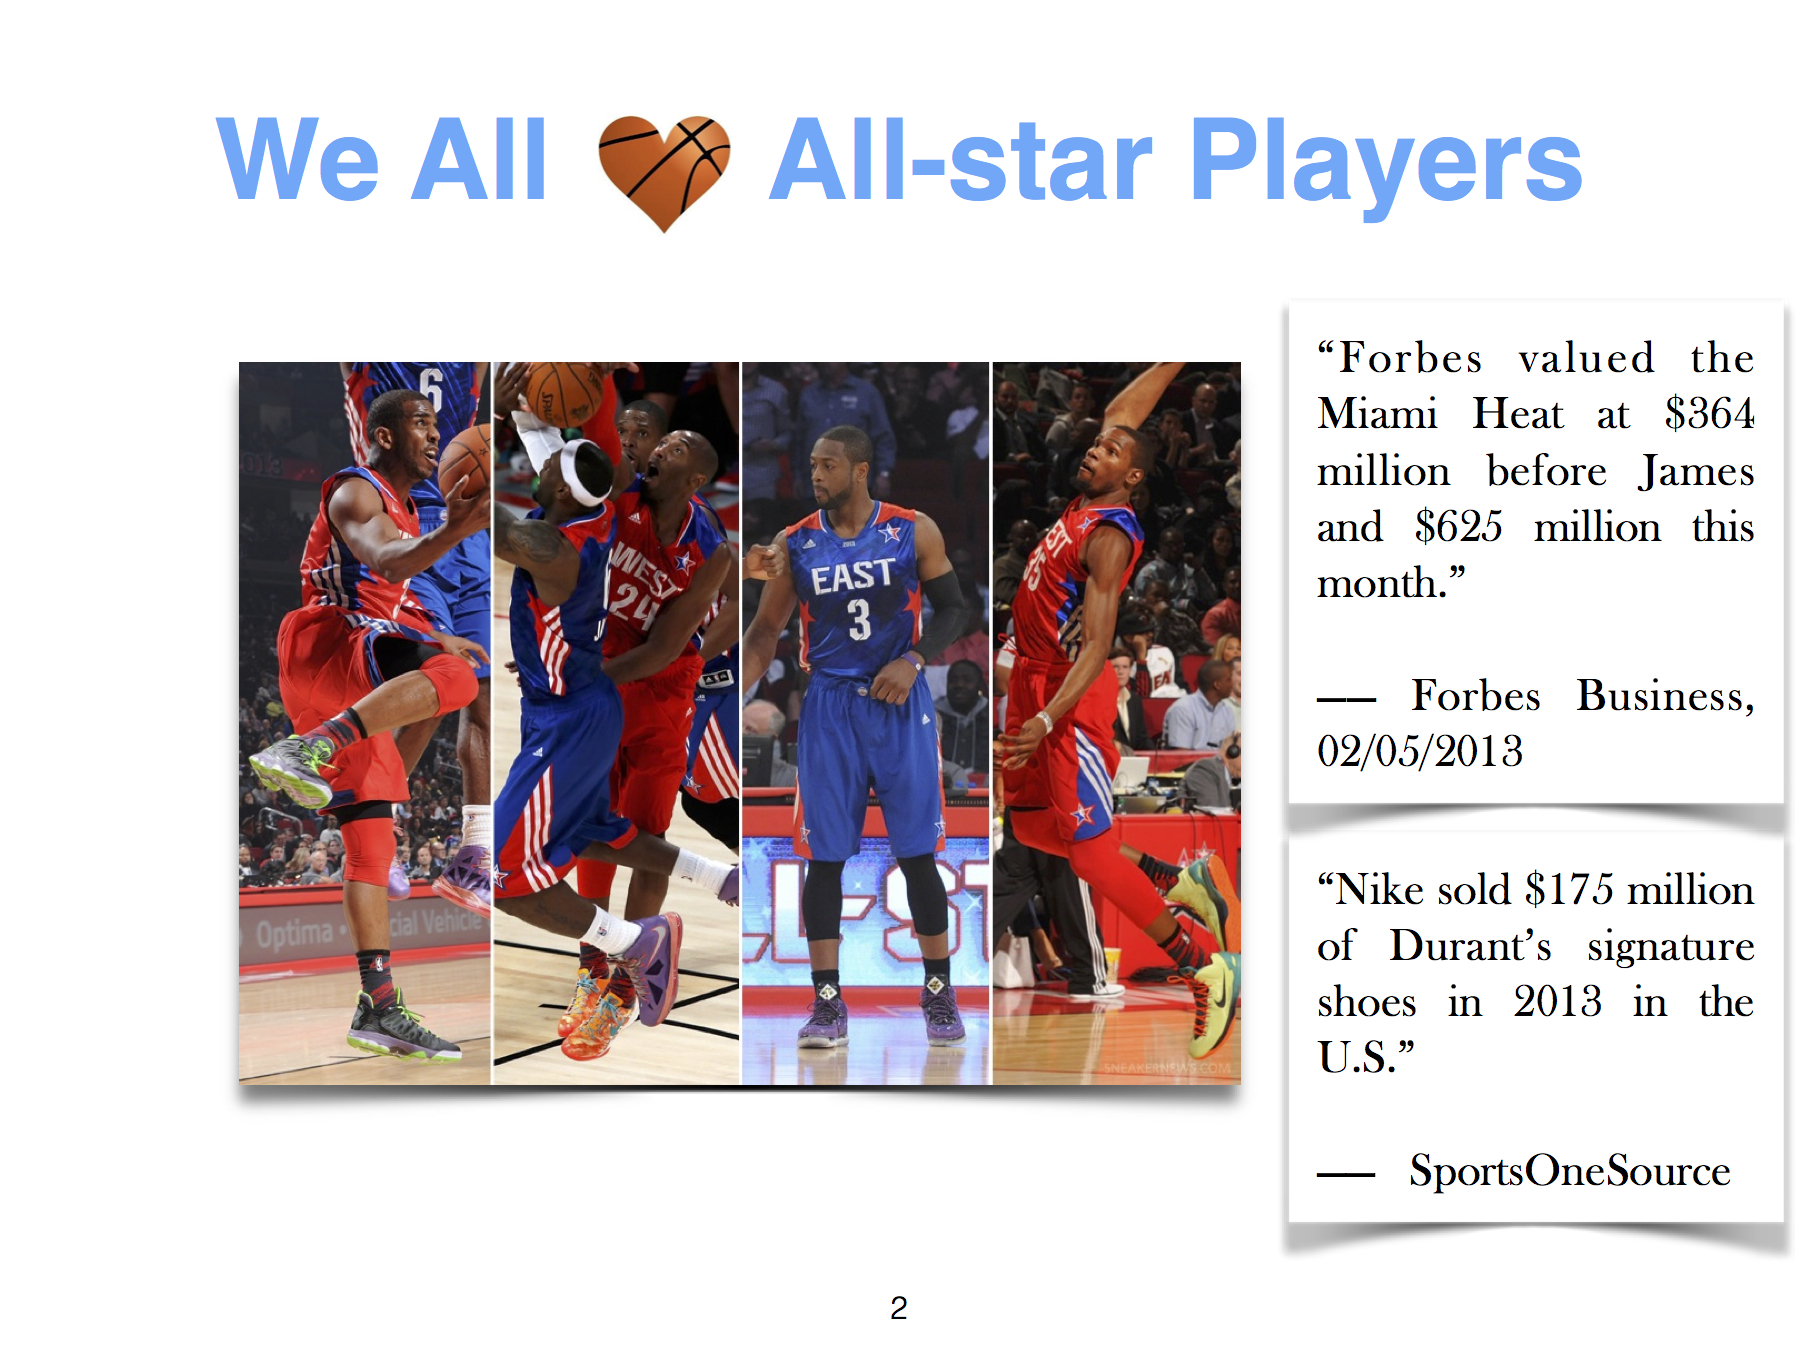 We All All-star Players
“Forbes valued the
Miami Heat at $364
million before James
and $625 million this
month.”
—– Forbes Business,
02/05/2013
“Nike sold $175 million
of Durant’s signature
shoes in 2013 in the
U.S.”
—– SportsOneSource
6
WEST
24
EAST
3
35
Optima •
cial Vehicle
SNEAKERNEWS.COM
2